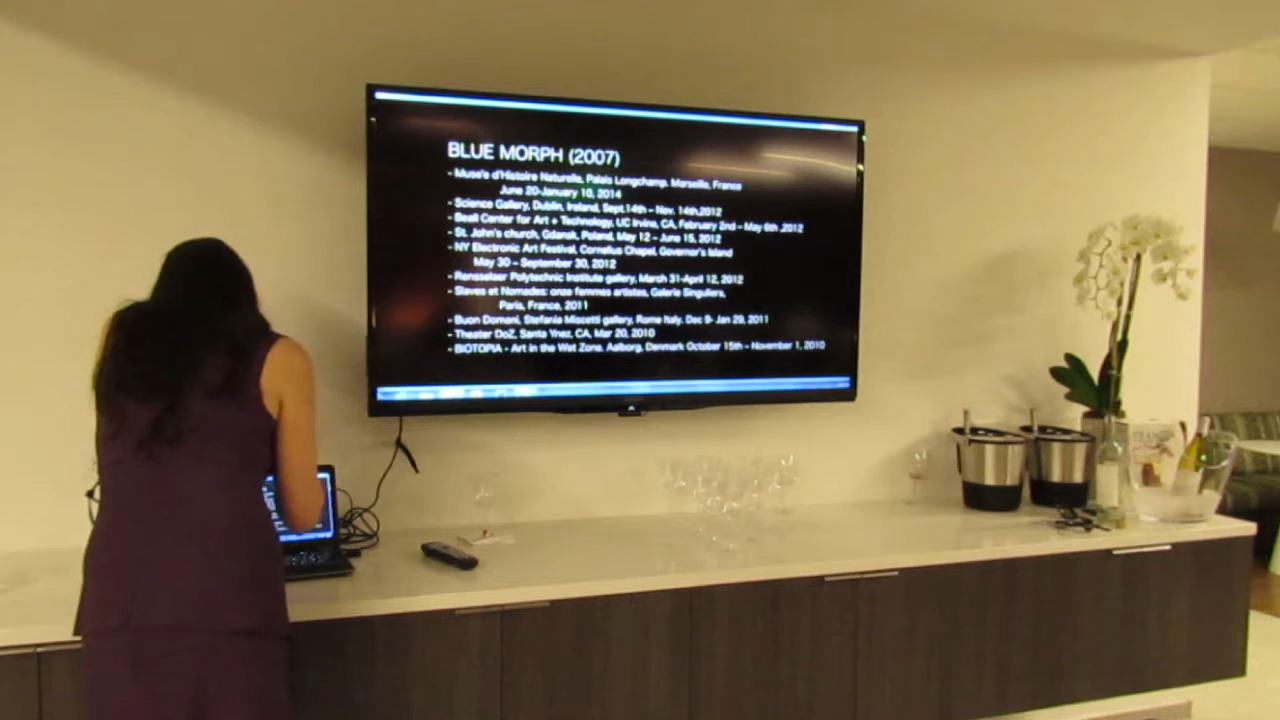 BLUE MORPH (2007)
- Muse'e d'Histoire Naturelle, Palais Longchamp, Marseille, France
June 20-January 10, 2014
- Science Gallery, Dublin, Ireland, Sept.14th – Nov. 14th,2012
- Beall Center for Art + Technology, UC Irvine, CA, February 2nd – May 6th ,2012
- St. John's church, Gdansk, Poland, May 12 – June 15, 2012
- NY Electronic Art Festival, Cornelius Chapel, Governor's Island
May 30 – September 30, 2012
- Rensselaer Polytechnic Institute gallery, March 31-April 12, 2012
- Slaves et Nomades: onze femmes artistes, Galerie Singuliers,
Paris, France, 2011
- Buon Domani, Stefania Miscetti gallery, Rome Italy, Dec 9- Jan 29, 2011
- Theater DoZ, Santa Ynez, CA, Mar 20, 2010
- BIOTOPIA - Art in the Wet Zone, Aalborg, Denmark October 15th – November 1, 2010